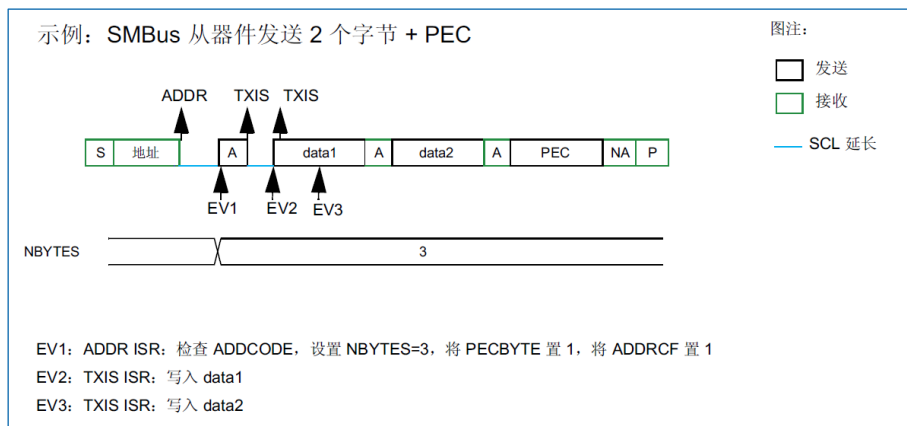 示例：SMBus 从器件发送 2 个字节 + PEC
图注：
发送
接收
SCL 延长
ADDR TXIS TXIS
S 地址 A data1 A data2 A PEC NA P
EV1 EV2 EV3
NBYTES 3
EV1：ADDR ISR：检查 ADDCODE，设置 NBYTES=3，将 PECBYTE 置 1，将 ADDRCF 置 1
EV2：TXIS ISR：写入 data1
EV3：TXIS ISR：写入 data2